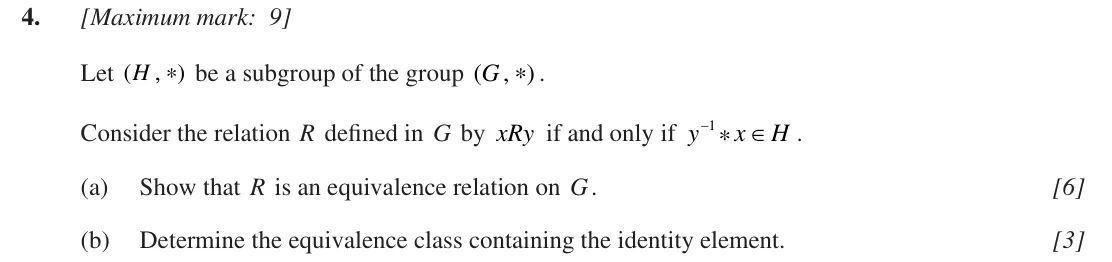 4. [Maximum mark: 9]
Let (H, *) be a subgroup of the group (G, *).
Consider the relation R defined in G by xRy if and only if y⁻¹ * x ∈ H .
(a) Show that R is an equivalence relation on G. [6]
(b) Determine the equivalence class containing the identity element. [3]